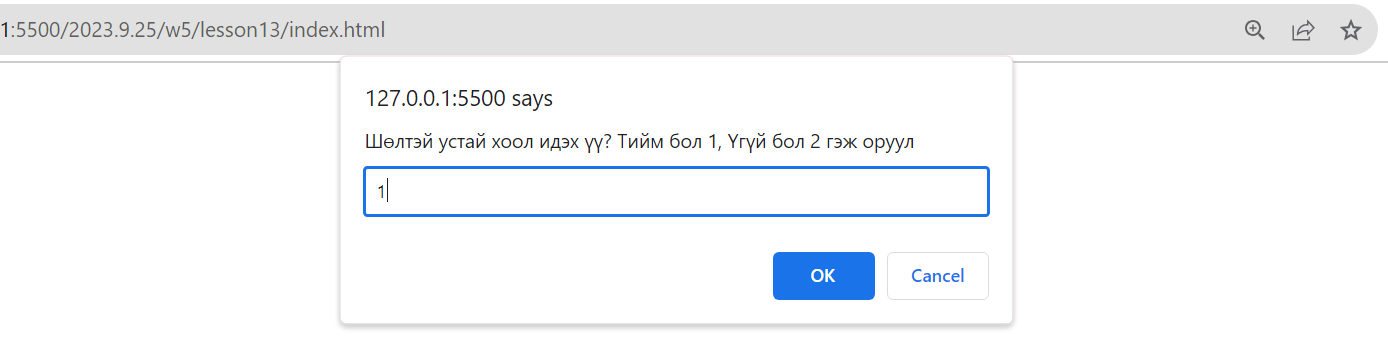 1:5500/2023.9.25/w5/lesson13/index.html
127.0.0.1:5500 says
Шөлтэй устай хоол идэх үү? Тийм бол 1, Үгүй бол 2 гэж оруул
1
OK Cancel